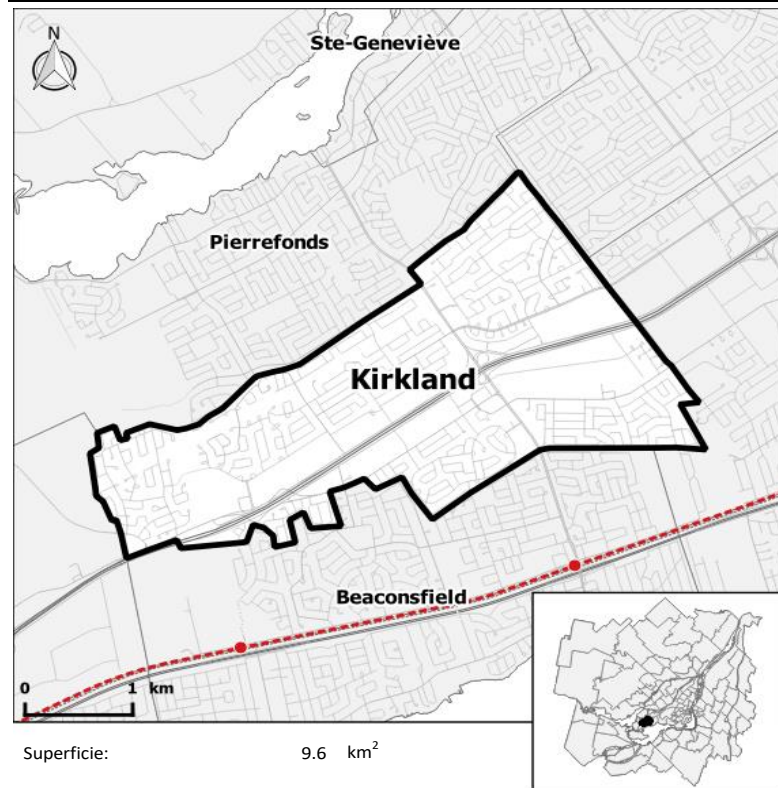 N
Ste-Geneviève
Pierrefonds
Kirkland
Beaconsfield
0 1 km
Superficie: 9.6 km²